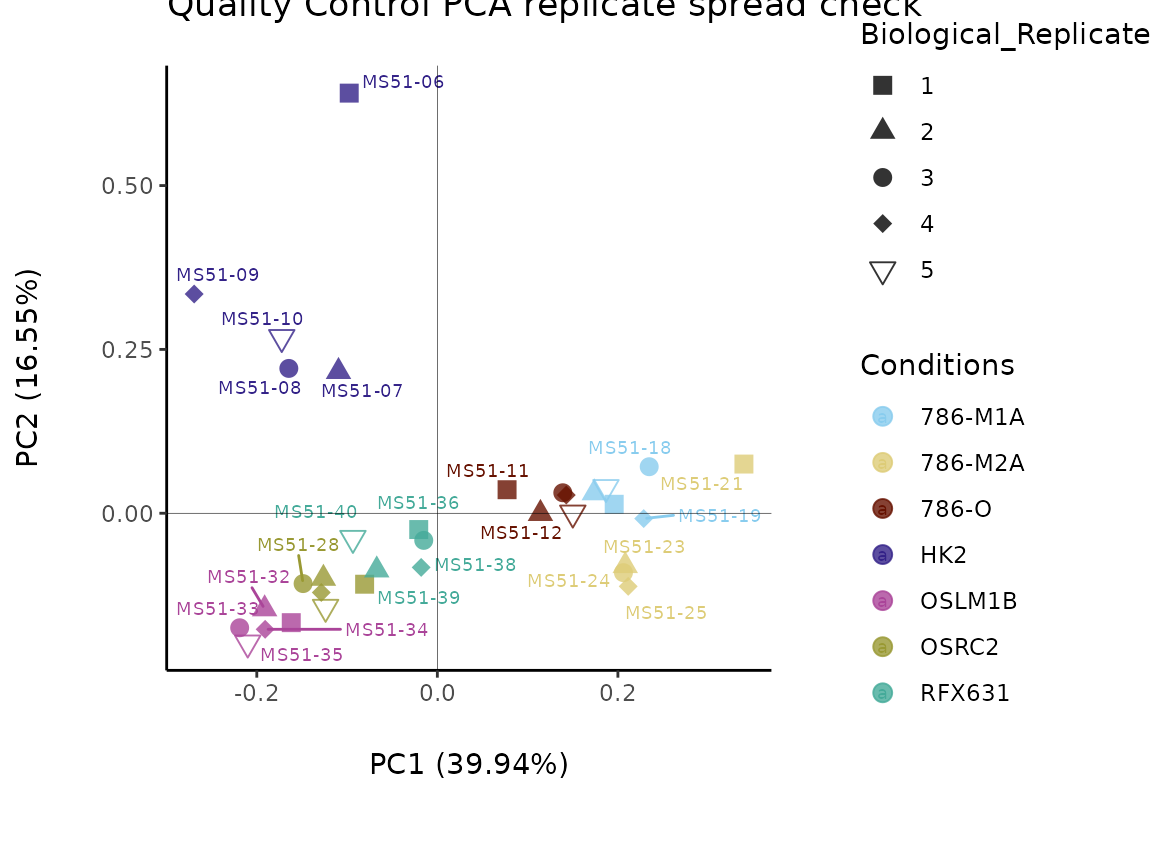 Quality Control PCA replicate spread check
Biological_Replicate
1
2
3
4
5
Conditions
786-M1A
786-M2A
786-O
HK2
OSLM1B
OSRC2
RFX631
PC2 (16.55%)
0.50
0.25
0.00
MS51-06
MS51-09
MS51-10
MS51-08
MS51-07
MS51-18
MS51-11
MS51-21
MS51-36
MS51-40
MS51-19
MS51-12
MS51-28
MS51-23
MS51-38
MS51-32
MS51-24
MS51-39
MS51-33
MS51-25
MS51-34
MS51-35
-0.2
0.0
0.2
PC1 (39.94%)